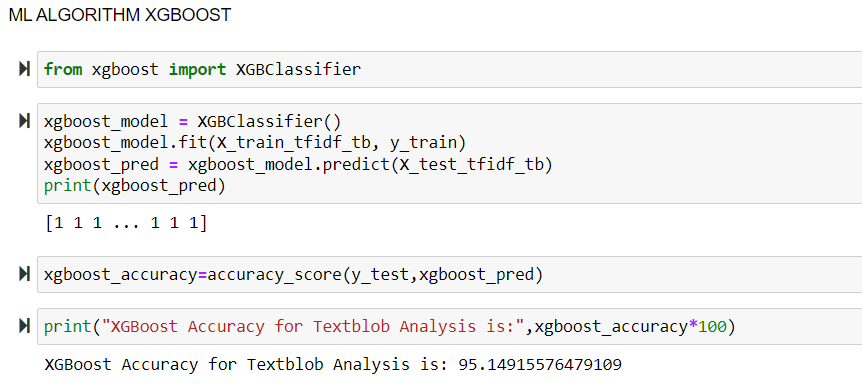 ML ALGORITHM XGBOOST
from xgboost import XGBClassifier
xgboost_model = XGBClassifier()
xgboost_model.fit(X_train_tfidf_tb, y_train)
xgboost_pred = xgboost_model.predict(X_test_tfidf_tb)
print(xgboost_pred)
[1 1 1 ... 1 1 1]
xgboost_accuracy=accuracy_score(y_test,xgboost_pred)
print("XGBoost Accuracy for Textblob Analysis is:",xgboost_accuracy*100)
XGBoost Accuracy for Textblob Analysis is: 95.14915576479109